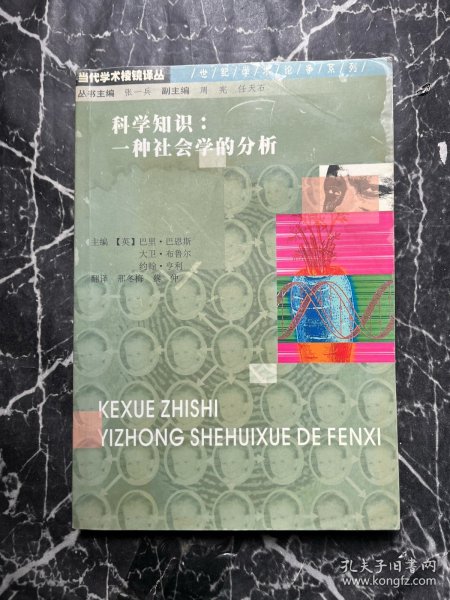 当代学术棱镜译丛
/世/纪/学/术/论/争/系/列/
丛书主编 张一兵 副主编 周宪 任天石
科学知识：
一种社会学的分析
主编 【英】巴里·巴恩斯
大卫·布鲁尔
约翰·亨利
翻译 邢冬梅 蔡仲
KEXUE ZHISHI
YIZHONG SHEHUIXUE DE FENXI
孔夫子旧书网
www.kongfz.com